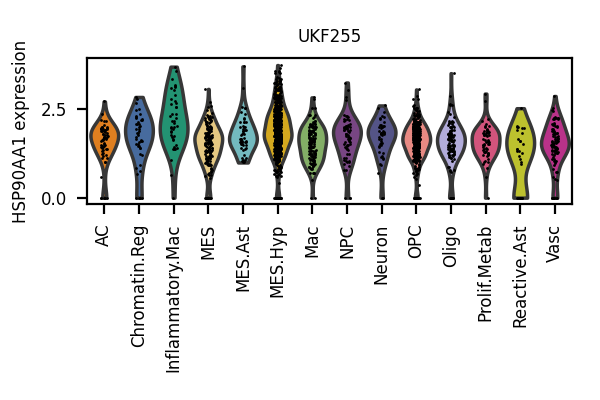 UKF255
HSP90AA1 expression
2.5
0.0
AC
Chromatin.Reg
Inflammatory.Mac
MES
MES.Ast
MES.Hyp
Mac
NPC
Neuron
OPC
Oligo
Prolif.Metab
Reactive.Ast
Vasc